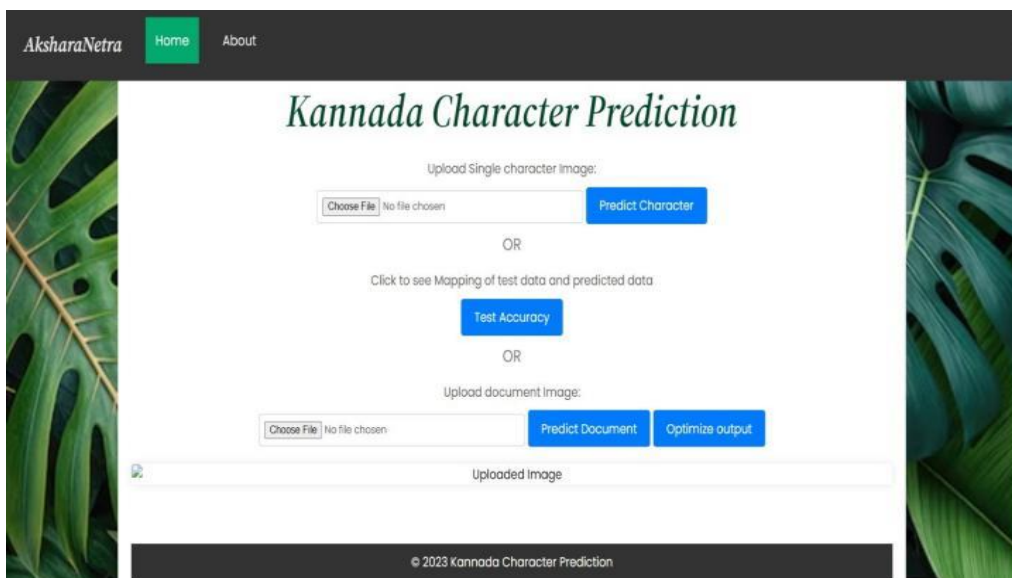 AksharaNetra Home About
Kannada Character Prediction
Upload Single character Image:
Choose File No file chosen Predict Character
OR
Click to see Mapping of test data and predicted data
Test Accuracy
OR
Upload document Image:
Choose File No file chosen Predict Document Optimize output
Uploaded Image
© 2023 Kannada Character Prediction